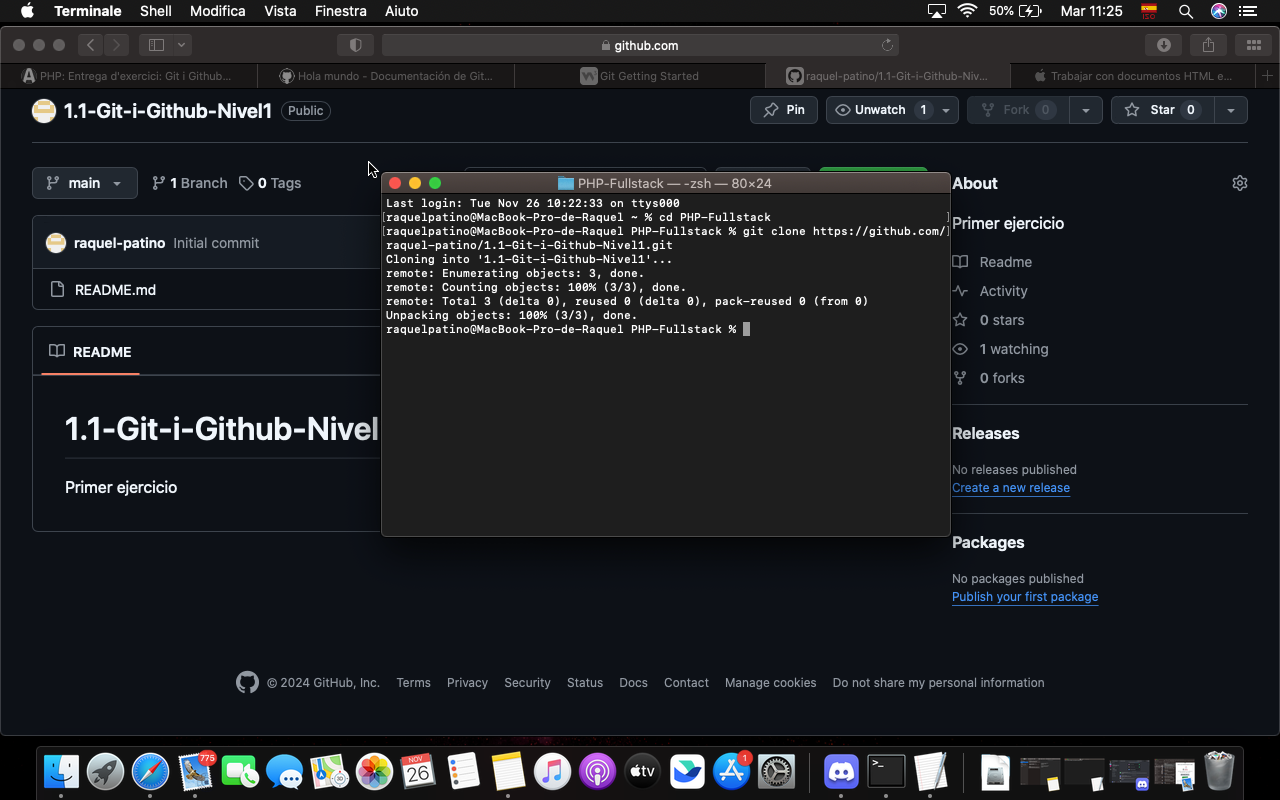 Terminale Shell Modifica Vista Finestra Aiuto 50% Mar 11:25 ISO
github.com
PHP: Entrega d'exercici: Git i Github... Hola mundo - Documentación de Git... Git Getting Started raquel-patino/1.1-Git-i-Github-Niv... Trabajar con documentos HTML e...
1.1-Git-i-Github-Nivel1 Public Pin Unwatch 1 Fork 0 Star 0
main 1 Branch 0 Tags
raquel-patino Initial commit
README.md
README
1.1-Git-i-Github-Nivel
Primer ejercicio
PHP-Fullstack — -zsh — 80×24
Last login: Tue Nov 26 10:22:33 on ttys000
[raquelpatino@MacBook-Pro-de-Raquel ~ % cd PHP-Fullstack ]
[raquelpatino@MacBook-Pro-de-Raquel PHP-Fullstack % git clone https://github.com/]
raquel-patino/1.1-Git-i-Github-Nivel1.git
Cloning into '1.1-Git-i-Github-Nivel1'...
remote: Enumerating objects: 3, done.
remote: Counting objects: 100% (3/3), done.
remote: Total 3 (delta 0), reused 0 (delta 0), pack-reused 0 (from 0)
Unpacking objects: 100% (3/3), done.
raquelpatino@MacBook-Pro-de-Raquel PHP-Fullstack %
About
Primer ejercicio
Readme
Activity
0 stars
1 watching
0 forks
Releases
No releases published
Create a new release
Packages
No packages published
Publish your first package
© 2024 GitHub, Inc. Terms Privacy Security Status Docs Contact Manage cookies Do not share my personal information
775
NOV
26
tv
1
>_